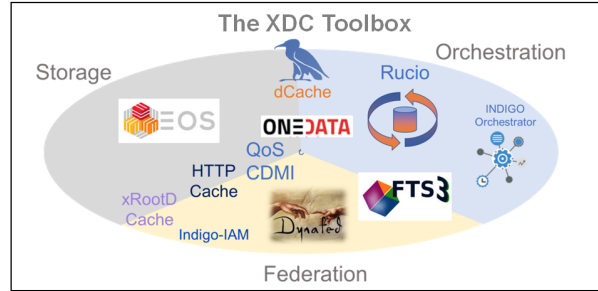 The XDC Toolbox
Storage
Orchestration
dCache
Rucio
EOS
ONEDATA
INDIGO
Orchestrator
QoS
CDMI
HTTP
Cache
xRootD
Cache
FTS3
Dynafed
Indigo-IAM
Federation